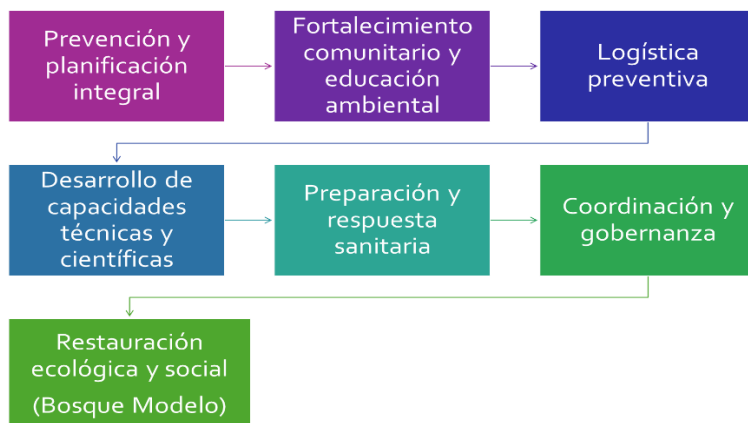 Prevención y
planificación
integral
Fortalecimiento
comunitario y
educación
ambiental
Logística
preventiva
Desarrollo de
capacidades
técnicas y
científicas
Preparación y
respuesta
sanitaria
Coordinación y
gobernanza
Restauración
ecológica y social
(Bosque Modelo)